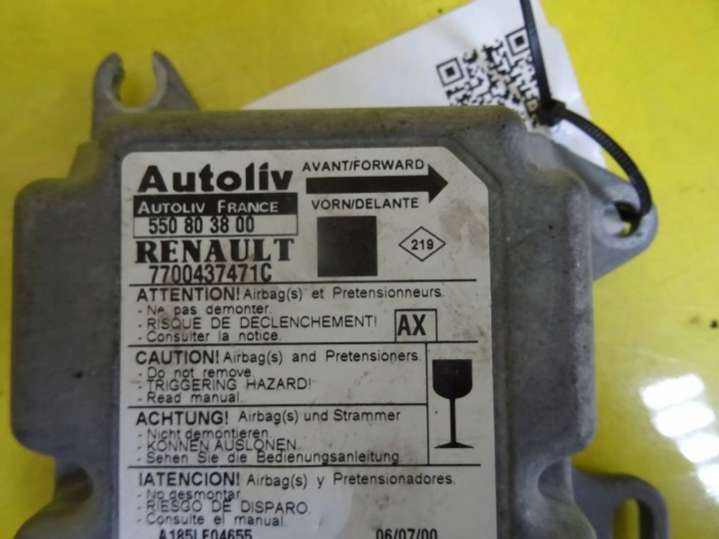 Autoliv
AVANT/FORWARD
AUTOLIV FRANCE
VORN/DELANTE
550 80 38 00
RENAULT
219
7700437471C
ATTENTION! Airbag(s) et Pretensionneurs.
- Ne pas demonter.
- RISQUE DE DECLENCHEMENT!
- Consulter la notice.
AX
CAUTION! Airbag(s) and Pretensioners.
- Do not remove.
- TRIGGERING HAZARD!
- Read manual.
ACHTUNG! Airbag(s) und Strammer
- Nicht demontieren.
- KONNEN AUSLONEN.
- Sehen Sie die Bedienungsanleitung.
!ATENCION! Airbag(s) y Pretensionadores.
- No desmontar.
- RIESGO DE DISPARO.
- Consulte el manual.
A185LE04655
06/07/00